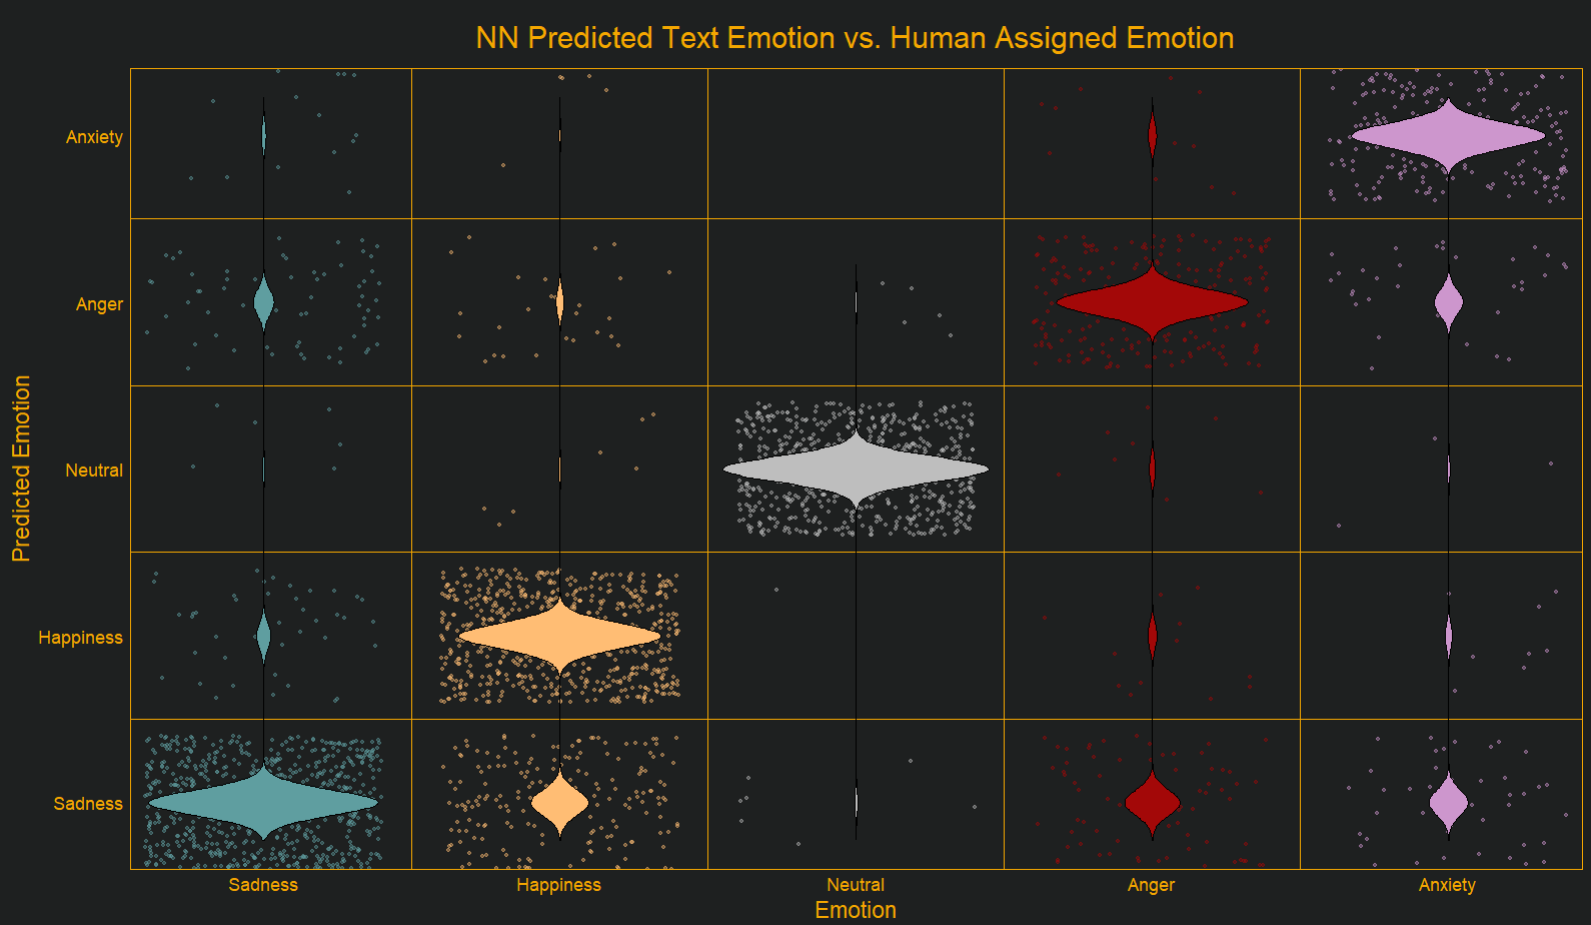 NN Predicted Text Emotion vs. Human Assigned Emotion
Predicted Emotion
Anxiety
Anger
Neutral
Happiness
Sadness
Sadness Happiness Neutral Anger Anxiety
Emotion